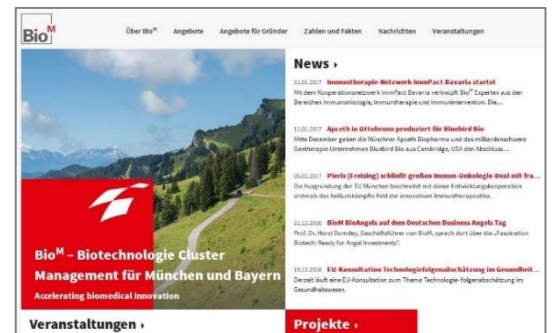 Bio M
Über Bio M Angebote Angebote für Gründer Zahlen und Fakten Nachrichten Veranstaltungen
Bio M – Biotechnologie Cluster
Management für München und Bayern
Accelerating biomedical innovation
News ›
31.01.2017 Immuntherapie-Netzwerk ImmPact Bavaria startet
Mit dem Kooperationsnetzwerk ImmPact Bavaria verknüpft Bio M Experten aus den
Bereichen Immunonkologie, Immuntherapie und Immunintervention. Die...
11.01.2017 Apceth in Ottobrunn produziert für Bluebird Bio
Mitte Dezember gaben die Münchner Apceth Biopharma und das milliardenschwere
Gentherapie-Unternehmen Bluebird Bio aus Cambridge, USA den Abschluss...
05.01.2017 Pieris (Freising) schließt großen Immun-Onkologie-Deal mit fra...
Die Ausgründung der TU München beschreitet mit dieser Entwicklungskooperation
erstmals das heißumkämpfte Feld der innovativen Immuntherapeutika.
21.12.2016 BioM BioAngels auf dem Deutschen Business Angels Tag
Prof. Dr. Horst Domdey, Geschäftsführer von BioM, sprach dort über die „Faszination
Biotech: Ready for Angel Investments".
19.12.2016 EU-Konsultation Technologiefolgenabschätzung im Gesundheit...
Derzeit läuft eine EU-Konsultation zum Thema Technologie- folgenabschätzung im
Gesundheitswesen.
Veranstaltungen ›
Projekte ›